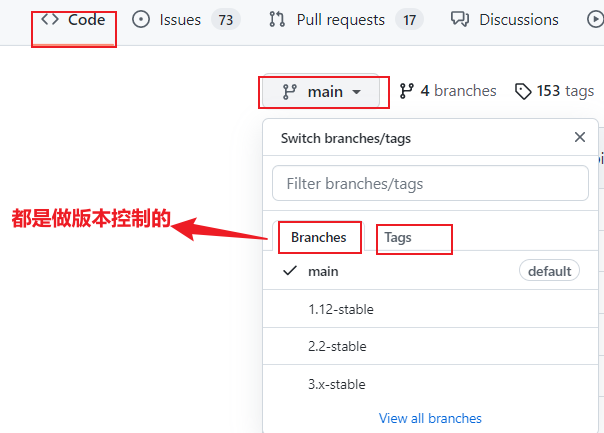 Code Issues 73 Pull requests 17 Discussions
main 4 branches 153 tags
Switch branches/tags
Filter branches/tags
都是做版本控制的
Branches Tags
main default
1.12-stable
2.2-stable
3.x-stable
View all branches